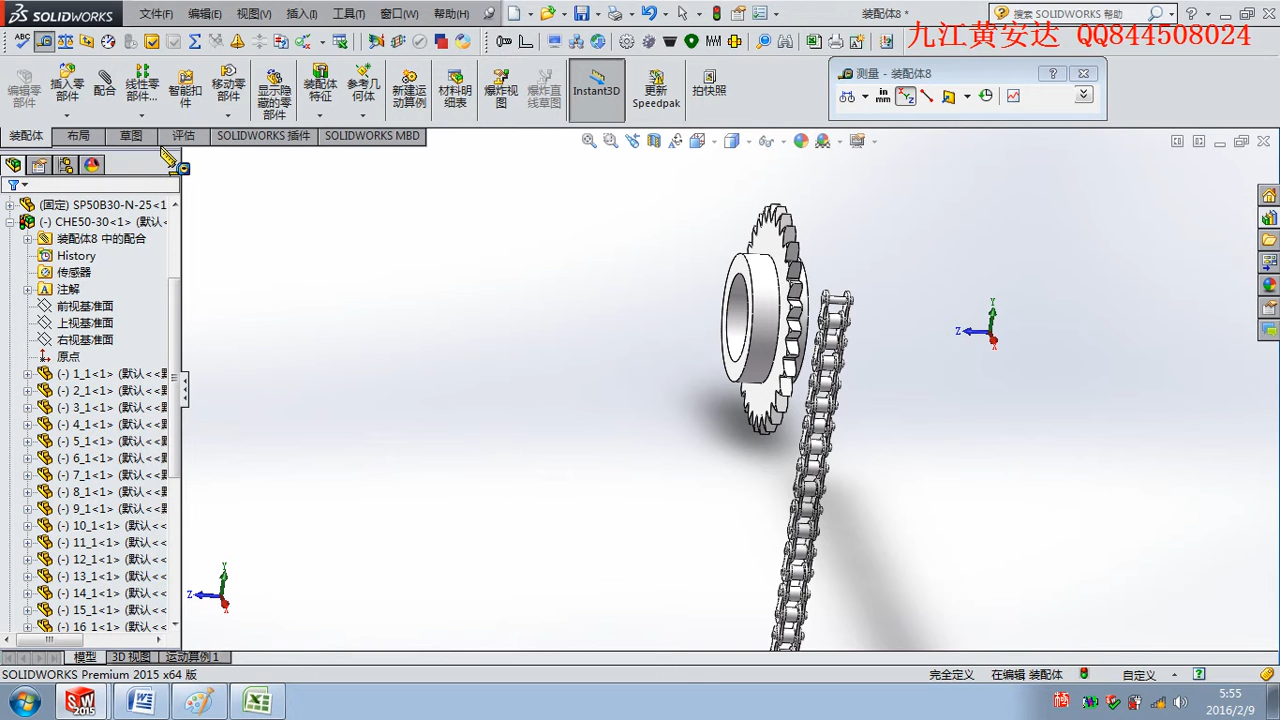 SOLIDWORKS 文件(F) 编辑(E) 视图(V) 插入(I) 工具(T) 窗口(W) 帮助(H) 装配体8 * 搜索 SOLIDWORKS 帮助
九江黄安达 QQ844508024
编辑零部件 插入零部件 配合 线性零部件... 智能扣件 移动零部件 显示隐藏的零部件 装配体特征 参考几何体 新建运动算例 材料明细表 爆炸视图 爆炸直线草图 Instant3D 更新 Speedpak 拍快照
测量 - 装配体8
in mm
装配体 布局 草图 评估 SOLIDWORKS 插件 SOLIDWORKS MBD
(固定) SP50B30-N-25<1
(-) CHE50-30<1> (默认<
装配体8 中的配合
History
传感器
注解
前视基准面
上视基准面
右视基准面
原点
(-) 1_1<1> (默认<<
(-) 2_1<1> (默认<<
(-) 3_1<1> (默认<<
(-) 4_1<1> (默认<<
(-) 5_1<1> (默认<<
(-) 6_1<1> (默认<<
(-) 7_1<1> (默认<<
(-) 8_1<1> (默认<<
(-) 9_1<1> (默认<<
(-) 10_1<1> (默认<<
(-) 11_1<1> (默认<<
(-) 12_1<1> (默认<<
(-) 13_1<1> (默认<<
(-) 14_1<1> (默认<<
(-) 15_1<1> (默认<<
(-) 16_1<1> (默认<<
Y
Z
X
Y
Z
X
模型 3D 视图 运动算例 1
SOLIDWORKS Premium 2015 x64 版 完全定义 在编辑 装配体 自定义
5:55
2016/2/9